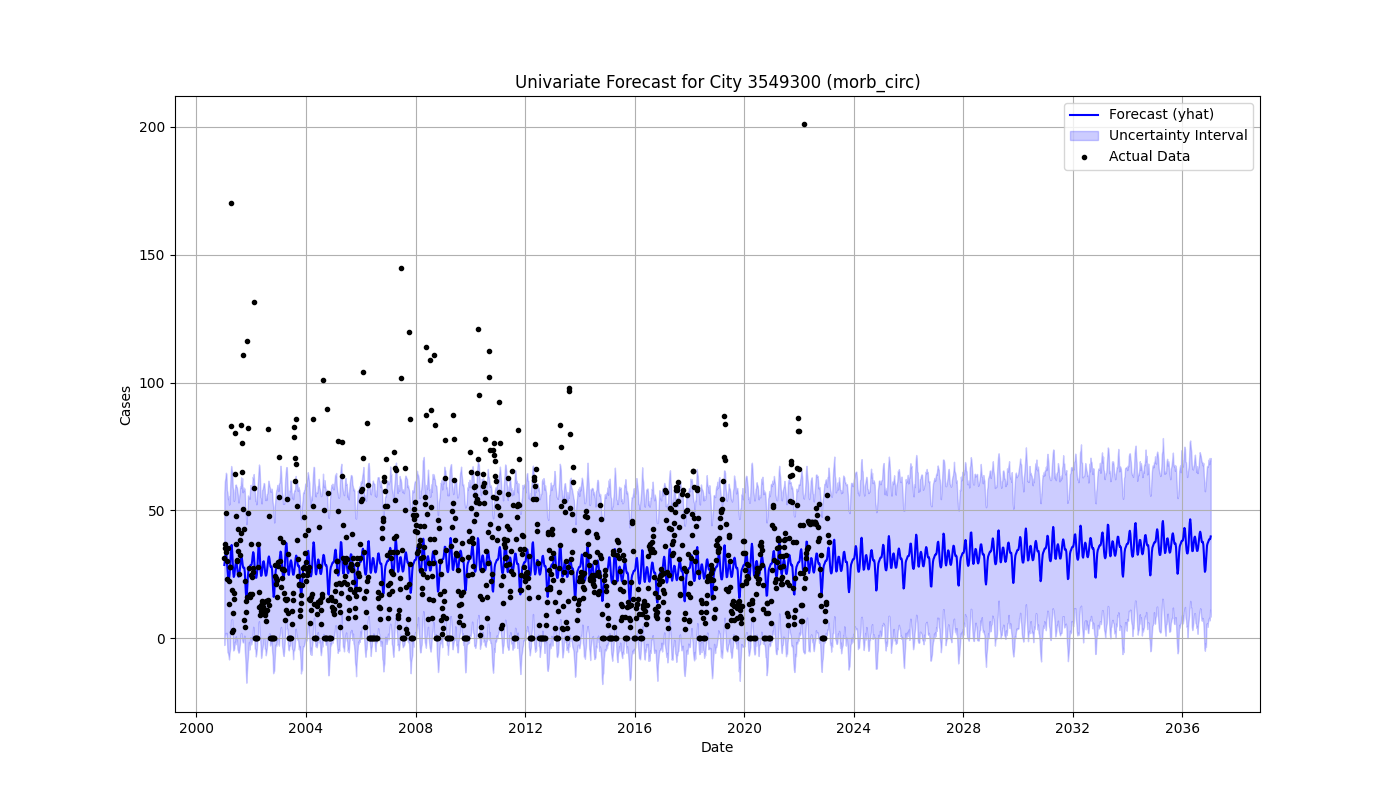 Univariate Forecast for City 3549300 (morb_circ)
Forecast (yhat)
Uncertainty Interval
Actual Data
Cases
200
150
100
50
0
2000 2004 2008 2012 2016 2020 2024 2028 2032 2036
Date